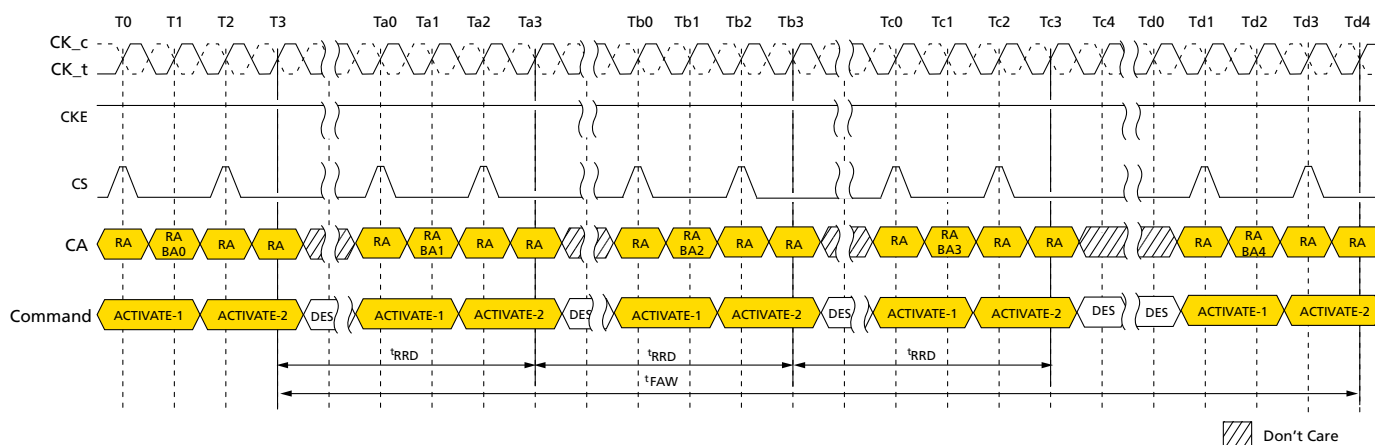 T0 T1 T2 T3 Ta0 Ta1 Ta2 Ta3 Tb0 Tb1 Tb2 Tb3 Tc0 Tc1 Tc2 Tc3 Tc4 Td0 Td1 Td2 Td3 Td4
CK_c
CK_t
CKE
CS
CA RA RA BA0 RA RA RA RA BA1 RA RA RA RA BA2 RA RA RA RA BA3 RA RA RA RA BA4 RA RA
Command ACTIVATE-1 ACTIVATE-2 DES ACTIVATE-1 ACTIVATE-2 DES ACTIVATE-1 ACTIVATE-2 DES ACTIVATE-1 ACTIVATE-2 DES DES ACTIVATE-1 ACTIVATE-2
tRRD tRRD tRRD
tFAW
Don't Care